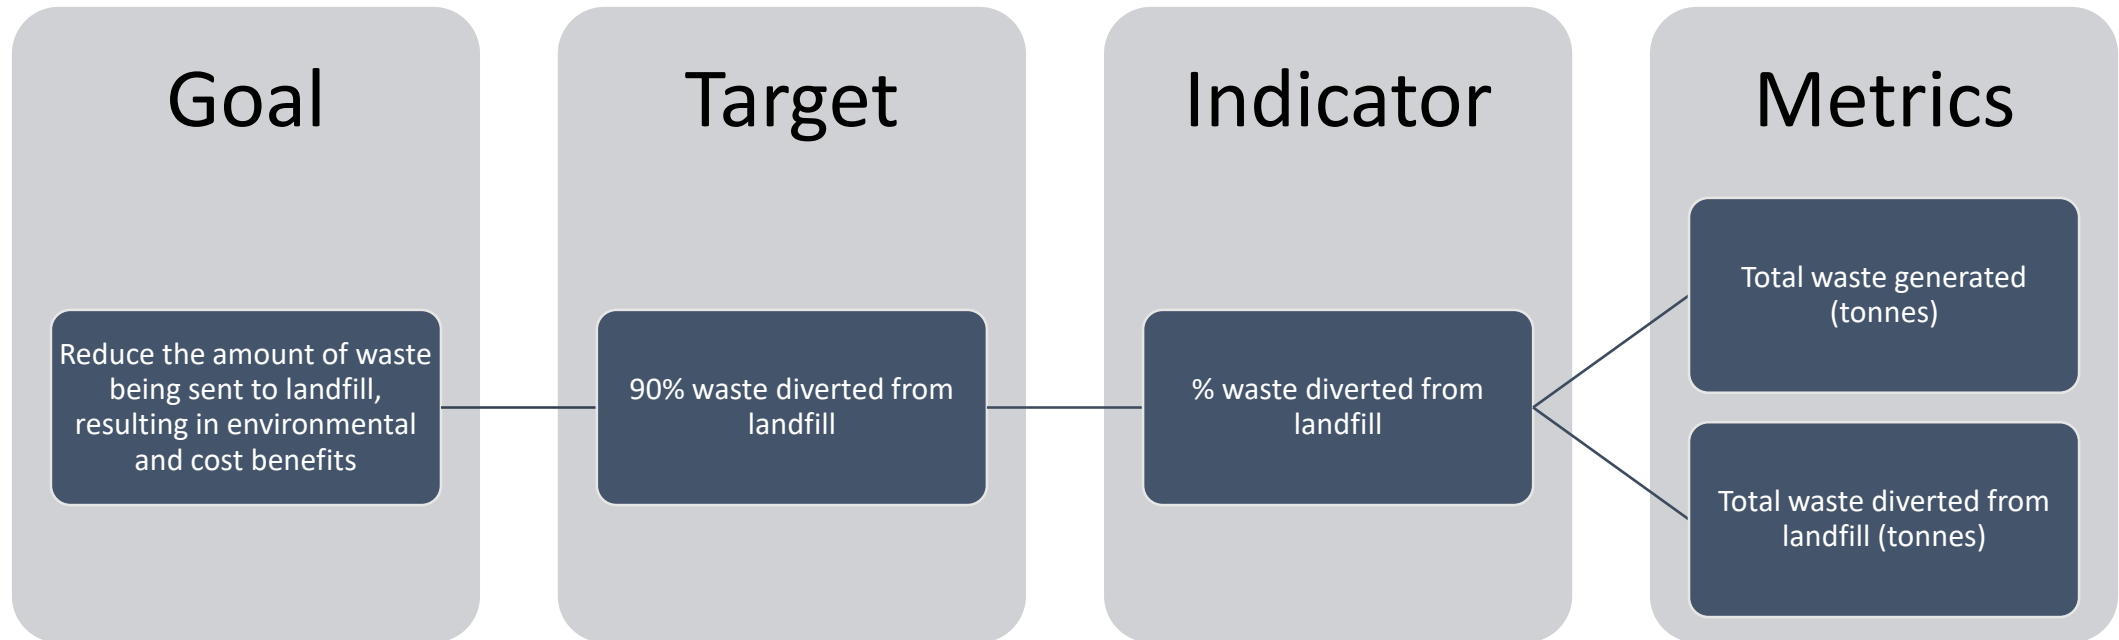 Goal
Reduce the amount of waste
being sent to landfill,
resulting in environmental
and cost benefits
Target
90% waste diverted from
landfill
Indicator
% waste diverted from
landfill
Metrics
Total waste generated
(tonnes)
Total waste diverted from
landfill (tonnes)